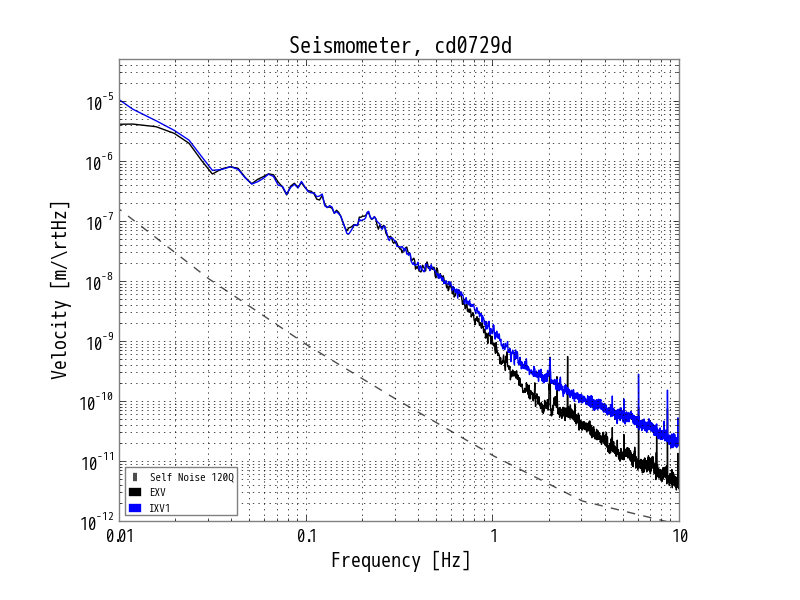 Seismometer, cd0729d
Velocity [m/\rtHz]
10^-5
10^-6
10^-7
10^-8
10^-9
10^-10
10^-11
10^-12
Self Noise 120Q
EXV
IXV1
0.01 0.1 1 10
Frequency [Hz]